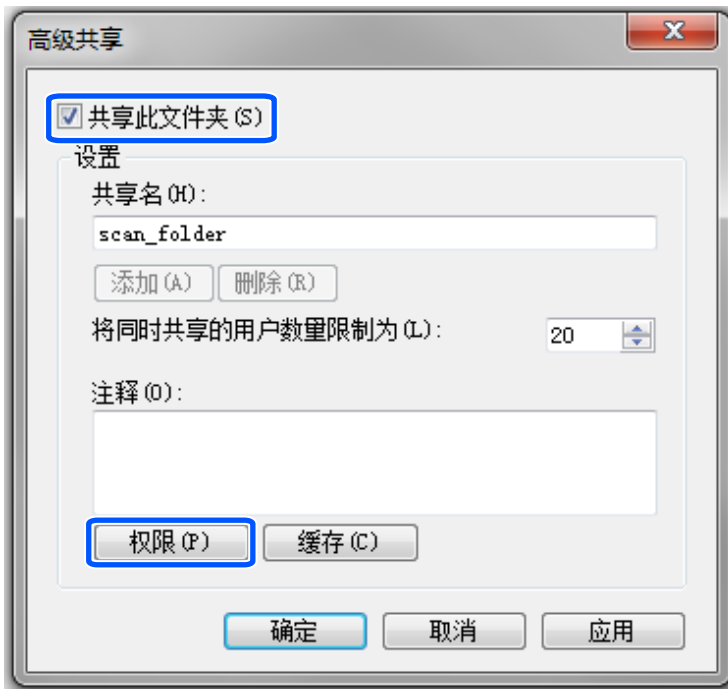 高级共享
共享此文件夹(S)
设置
共享名(H):
scan_folder
添加(A) 删除(R)
将同时共享的用户数量限制为(L): 20
注释(O):
权限(P) 缓存(C)
确定 取消 应用